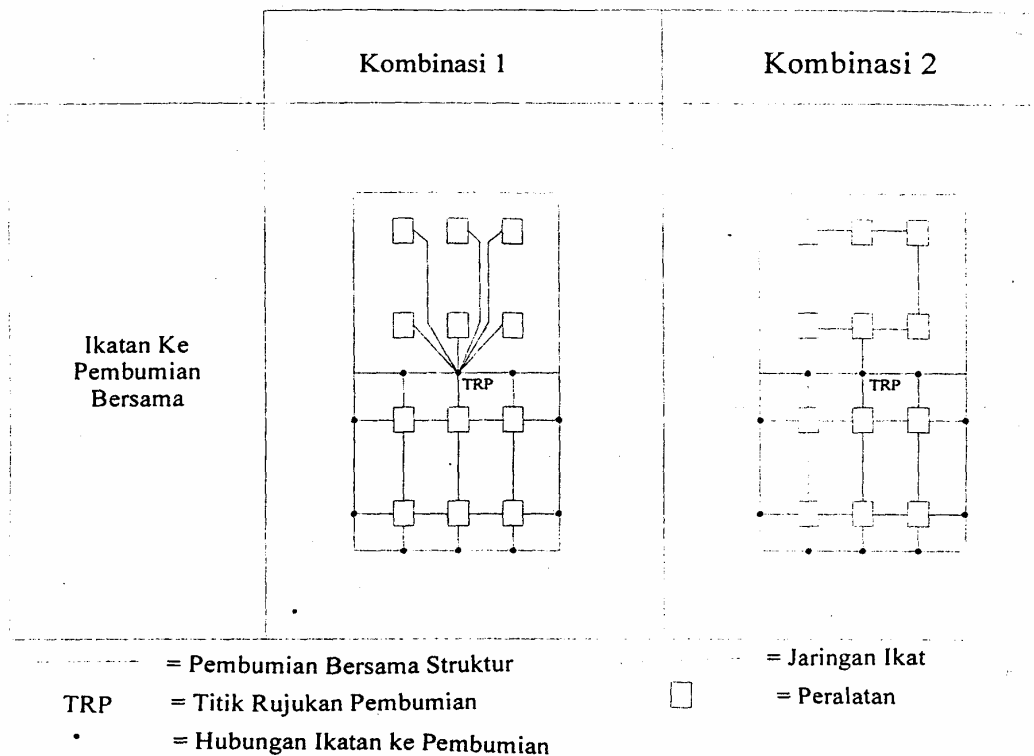 Kombinasi 1
Kombinasi 2
Ikatan Ke
Pembumian
Bersama
TRP
TRP
= Pembumian Bersama Struktur
= Jaringan Ikat
TRP = Titik Rujukan Pembumian
= Peralatan
= Hubungan Ikatan ke Pembumian